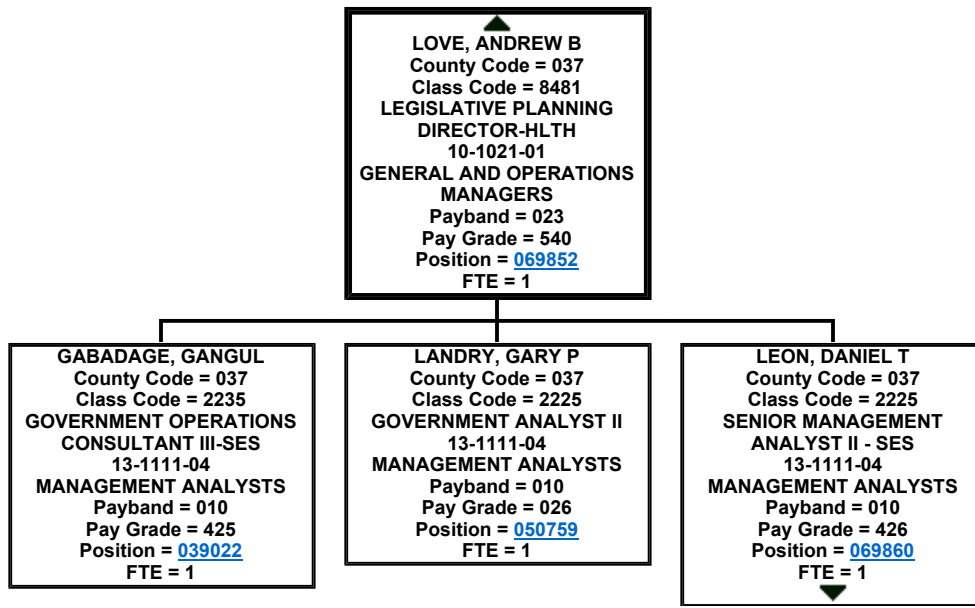 LOVE, ANDREW B
County Code = 037
Class Code = 8481
LEGISLATIVE PLANNING
DIRECTOR-HLTH
10-1021-01
GENERAL AND OPERATIONS
MANAGERS
Payband = 023
Pay Grade = 540
Position = 069852
FTE = 1
GABADAGE, GANGUL
County Code = 037
Class Code = 2235
GOVERNMENT OPERATIONS
CONSULTANT III-SES
13-1111-04
MANAGEMENT ANALYSTS
Payband = 010
Pay Grade = 425
Position = 039022
FTE = 1
LANDRY, GARY P
County Code = 037
Class Code = 2225
GOVERNMENT ANALYST II
13-1111-04
MANAGEMENT ANALYSTS
Payband = 010
Pay Grade = 026
Position = 050759
FTE = 1
LEON, DANIEL T
County Code = 037
Class Code = 2225
SENIOR MANAGEMENT
ANALYST II - SES
13-1111-04
MANAGEMENT ANALYSTS
Payband = 010
Pay Grade = 426
Position = 069860
FTE = 1